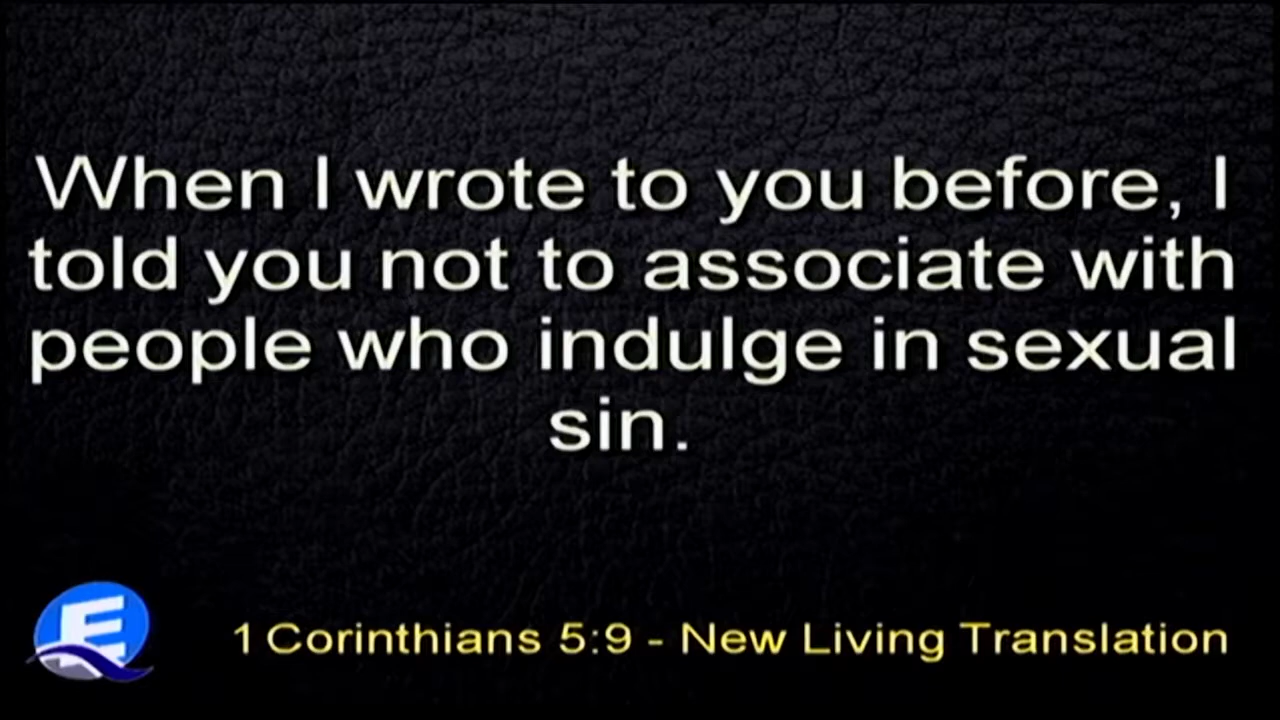 When I wrote to you before, I
told you not to associate with
people who indulge in sexual
sin.
E
1 Corinthians 5:9 - New Living Translation